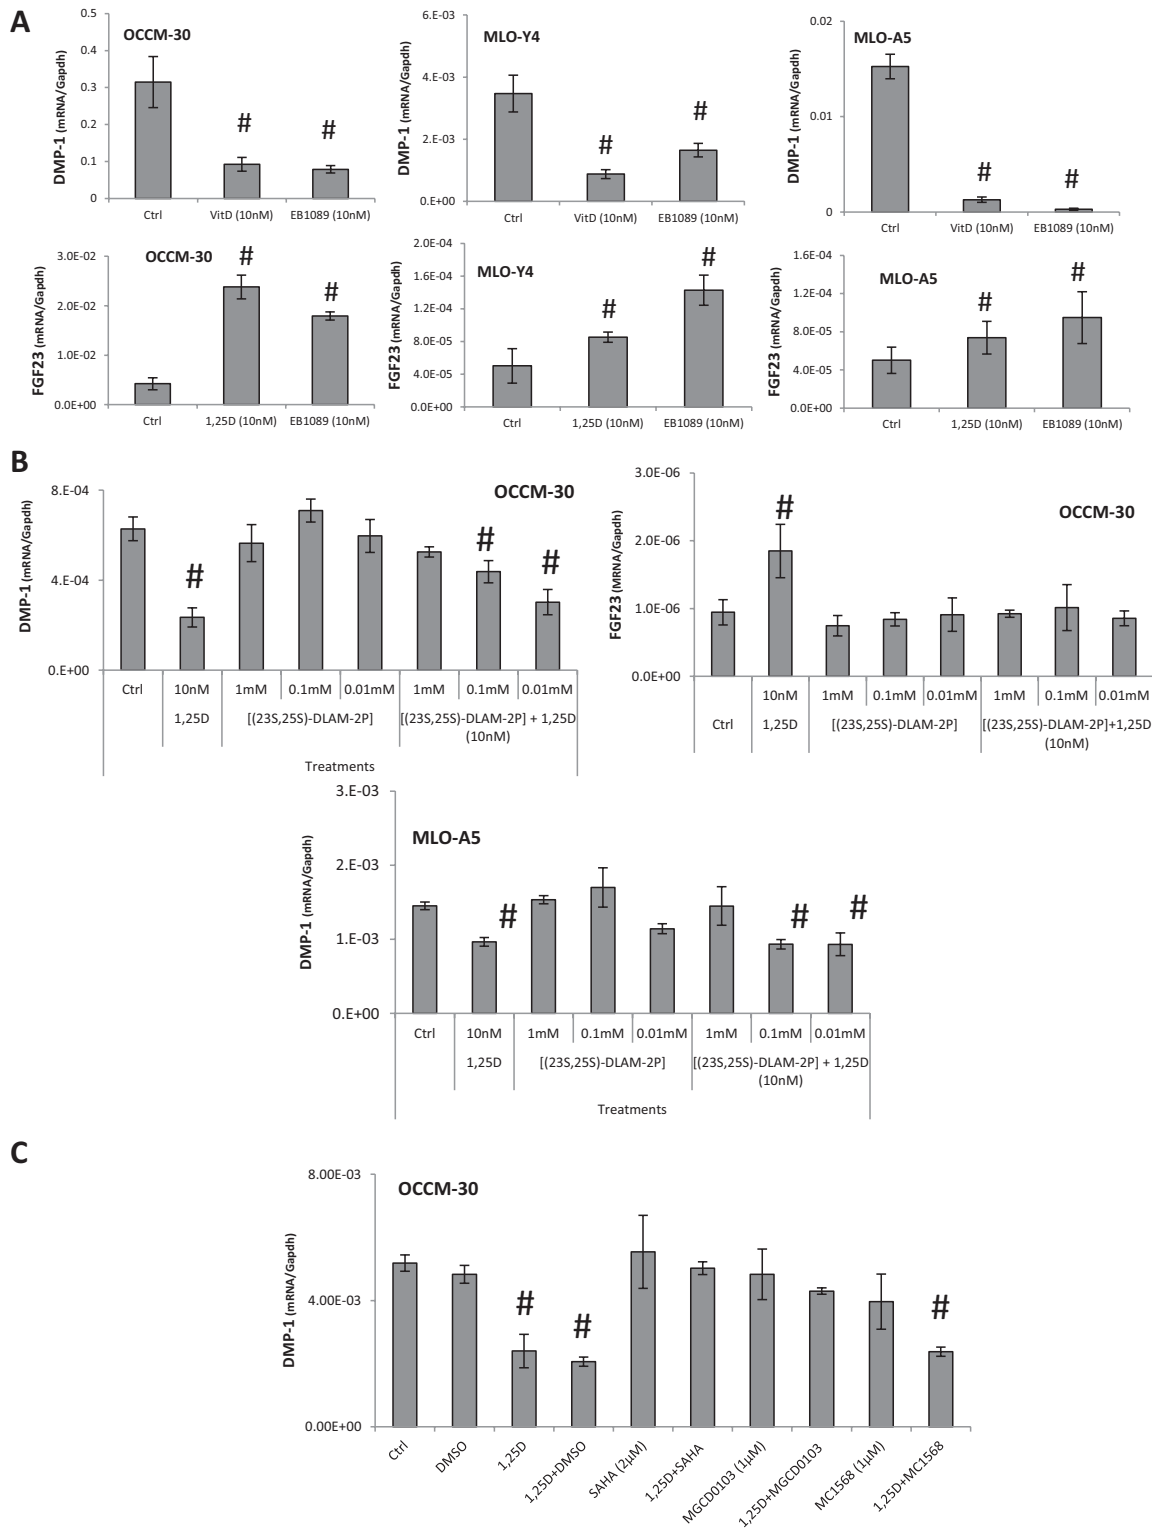 A
OCCM-30
DMP-1 (mRNA/Gapdh)
0.5
0.4
0.3
0.2
0.1
0
#
#
Ctrl
VitD (10nM)
EB1089 (10nM)
MLO-Y4
DMP-1 (mRNA/Gapdh)
6.E-03
4.E-03
2.E-03
0.E+00
#
#
Ctrl
VitD (10nM)
EB1089 (10nM)
MLO-A5
DMP-1 (mRNA/Gapdh)
0.02
0.01
0
#
#
Ctrl
VitD (10nM)
EB1089 (10nM)
OCCM-30
FGF23 (mRNA/Gapdh)
3.0E-02
2.0E-02
1.0E-02
0.0E+00
#
#
Ctrl
1,25D (10nM)
EB1089 (10nM)
MLO-Y4
FGF23 (mRNA/Gapdh)
2.0E-04
1.6E-04
1.2E-04
8.0E-05
4.0E-05
0.0E+00
#
#
Ctrl
1,25D (10nM)
EB1089 (10nM)
MLO-A5
FGF23 (mRNA/Gapdh)
1.6E-04
1.2E-04
8.0E-05
4.0E-05
0.0E+00
#
#
Ctrl
1,25D (10nM)
EB1089 (10nM)
B
OCCM-30
DMP-1 (mRNA/Gapdh)
8.E-04
4.E-04
0.E+00
#
#
#
Ctrl
10nM
1mM
0.1mM
0.01mM
1mM
0.1mM
0.01mM
1,25D
[(23S,25S)-DLAM-2P]
[(23S,25S)-DLAM-2P] + 1,25D
(10nM)
Treatments
OCCM-30
FGF23 (MRNA/Gapdh)
3.0E-06
2.0E-06
1.0E-06
0.0E+00
#
10nM
1mM
0.1mM
0.01mM
1mM
0.1mM
0.01mM
Ctrl
1,25D
[(23S,25S)-DLAM-2P]
[(23S,25S)-DLAM-2P]+1,25D
(10nM)
MLO-A5
DMP-1 (mRNA/Gapdh)
3.E-03
2.E-03
1.E-03
0.E+00
#
#
#
Ctrl
10nM
1mM
0.1mM
0.01mM
1mM
0.1mM
0.01mM
1,25D
[(23S,25S)-DLAM-2P]
[(23S,25S)-DLAM-2P] + 1,25D
(10nM)
Treatments
C
OCCM-30
DMP-1 (mRNA/Gapdh)
8.00E-03
4.00E-03
0.00E+00
#
#
#
Ctrl
DMSO
1,25D
1,25D+DMSO
SAHA (2µM)
1,25D+SAHA
MGCD0103 (1µM)
1,25D+MGCD0103
MC1568 (1µM)
1,25D+MC1568